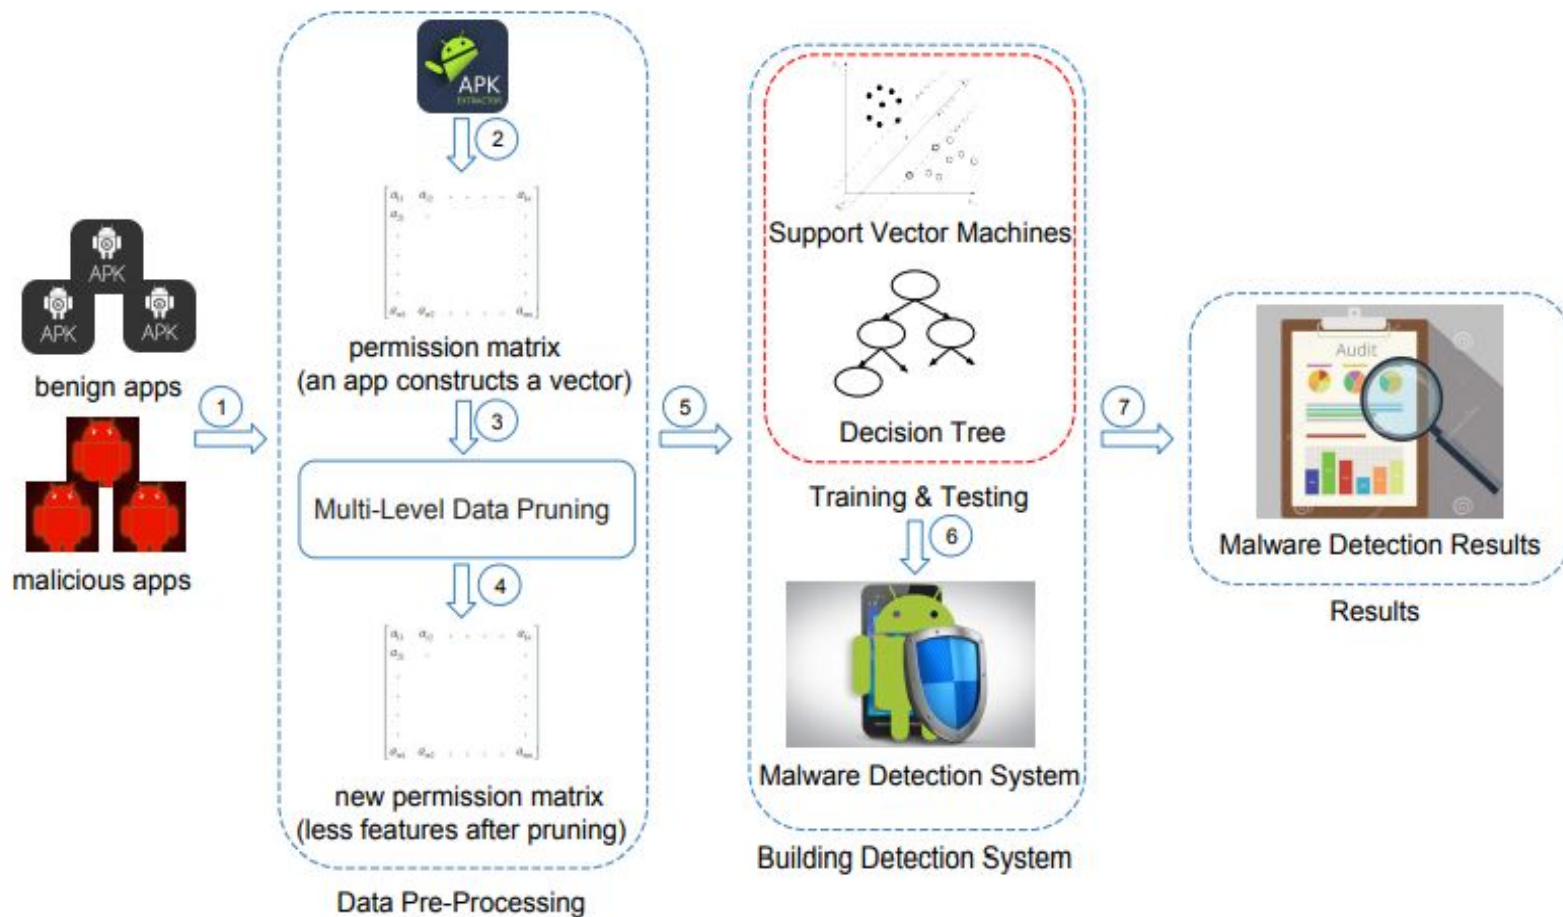 APK
APK
APK
benign apps
malicious apps
1
APK
EXTRACTOR
2
permission matrix
(an app constructs a vector)
3
Multi-Level Data Pruning
4
new permission matrix
(less features after pruning)
Data Pre-Processing
5
Support Vector Machines
Decision Tree
Training & Testing
6
Malware Detection System
Building Detection System
7
Audit
Malware Detection Results
Results